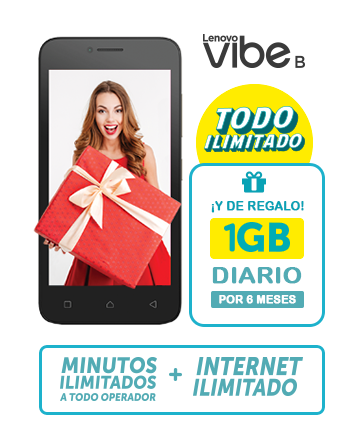 Lenovo
Vibe B
TODO
ILIMITADO
¡Y DE REGALO!
1GB
DIARIO
POR 6 MESES
MINUTOS
ILIMITADOS
A TODO OPERADOR
+
INTERNET
ILIMITADO